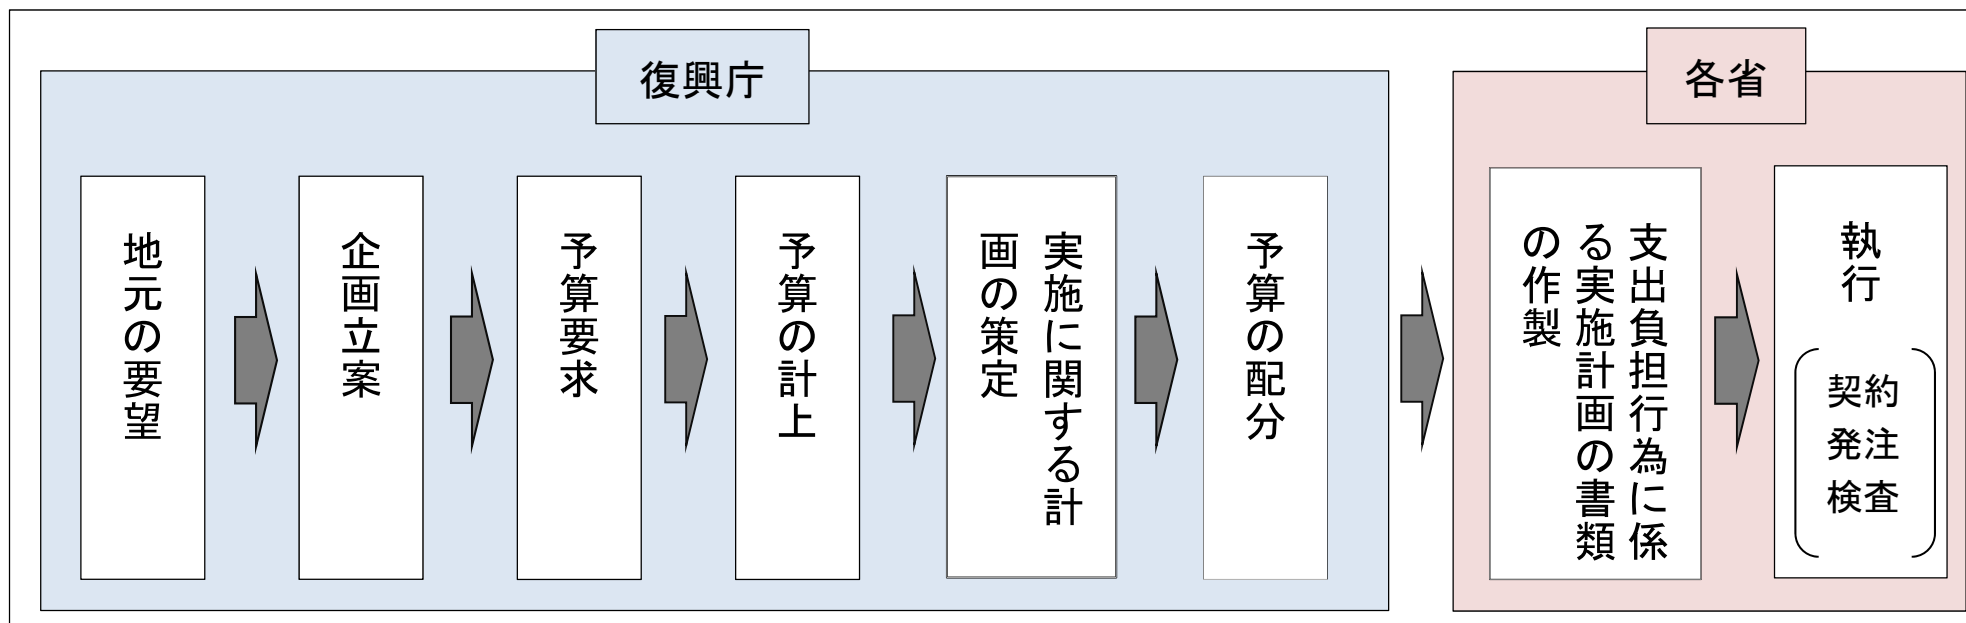 復興庁
地元の要望
企画立案
予算要求
予算の計上
実施に関する計
画の策定
予算の配分
各省
支出負担行為に係
る実施計画の書類
の作製
執行
契約
発注
検査